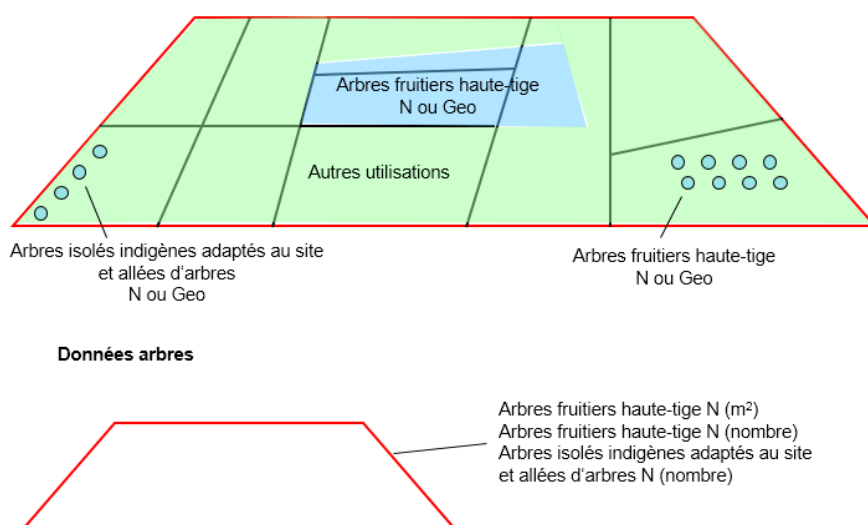 Arbres fruitiers haute-tige
N ou Geo
Autres utilisations
Arbres isolés indigènes adaptés au site
et allées d'arbres
N ou Geo
Arbres fruitiers haute-tige
N ou Geo
Données arbres
Arbres fruitiers haute-tige N (m²)
Arbres fruitiers haute-tige N (nombre)
Arbres isolés indigènes adaptés au site
et allées d'arbres N (nombre)